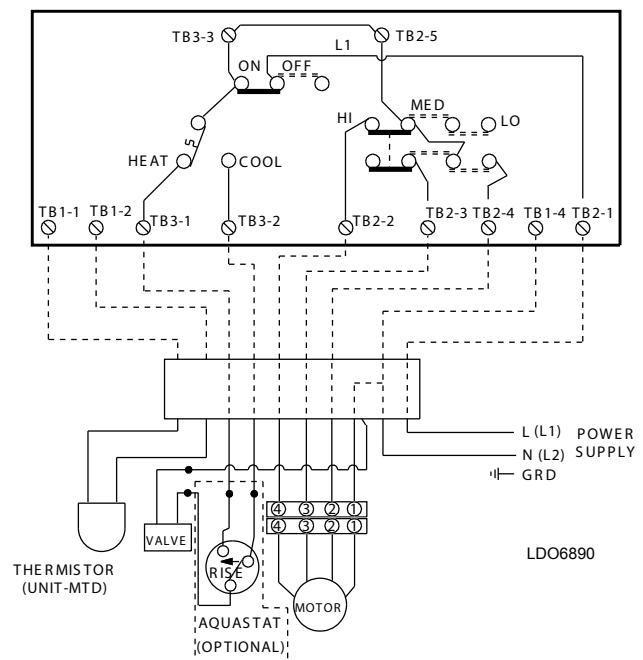 TB3-3
TB2-5
L1
ON OFF
MED
HI
LO
HEAT
COOL
TB1-1 TB1-2 TB3-1 TB3-2 TB2-2 TB2-3 TB2-4 TB1-4 TB2-1
L (L1) POWER
N (L2) SUPPLY
GRD
4 3 2 1
4 3 2 1
VALVE
LDO6890
THERMISTOR
(UNIT-MTD)
RISE
MOTOR
AQUASTAT
(OPTIONAL)